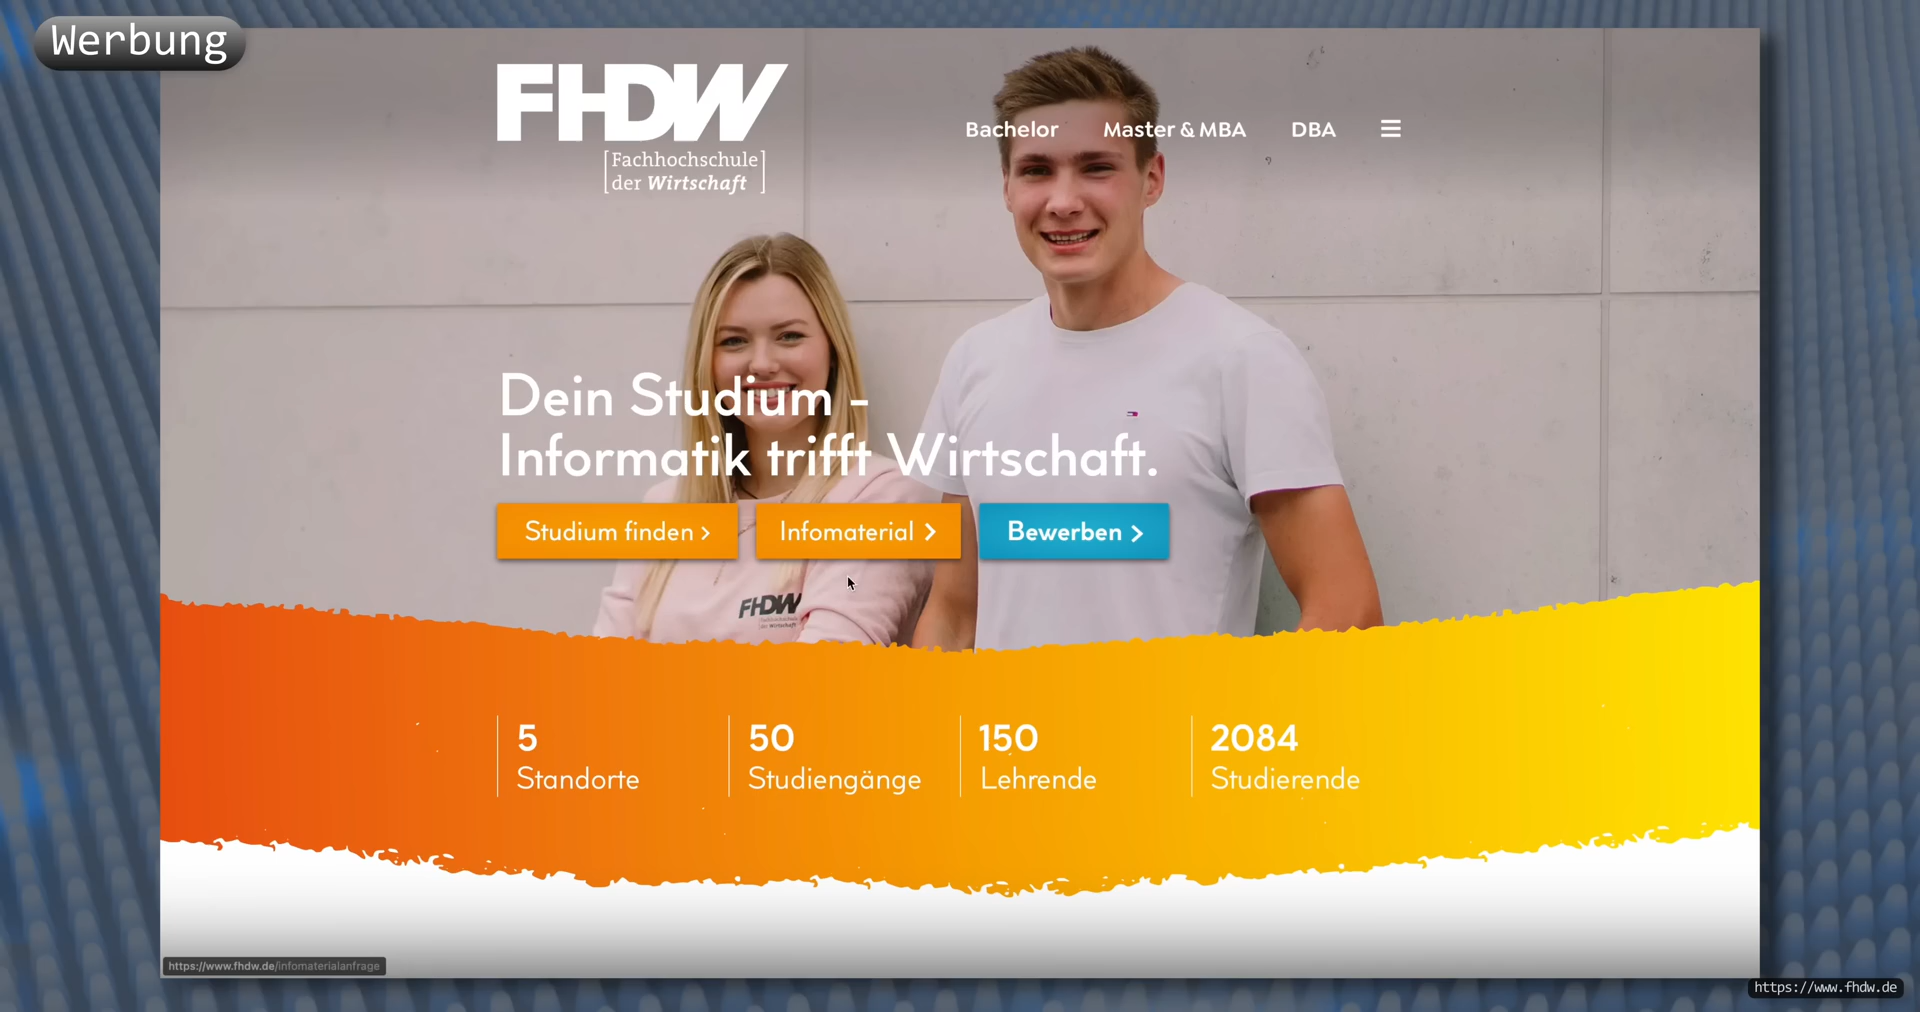 Werbung
FHDW
[Fachhochschule
der Wirtschaft]
Bachelor
Master & MBA
DBA
Dein Studium -
Informatik trifft Wirtschaft.
Studium finden >
Infomaterial >
Bewerben >
FHDW
5
Standorte
50
Studiengänge
150
Lehrende
2084
Studierende
https://www.fhdw.de/infomaterialanfrage
https://www.fhdw.de